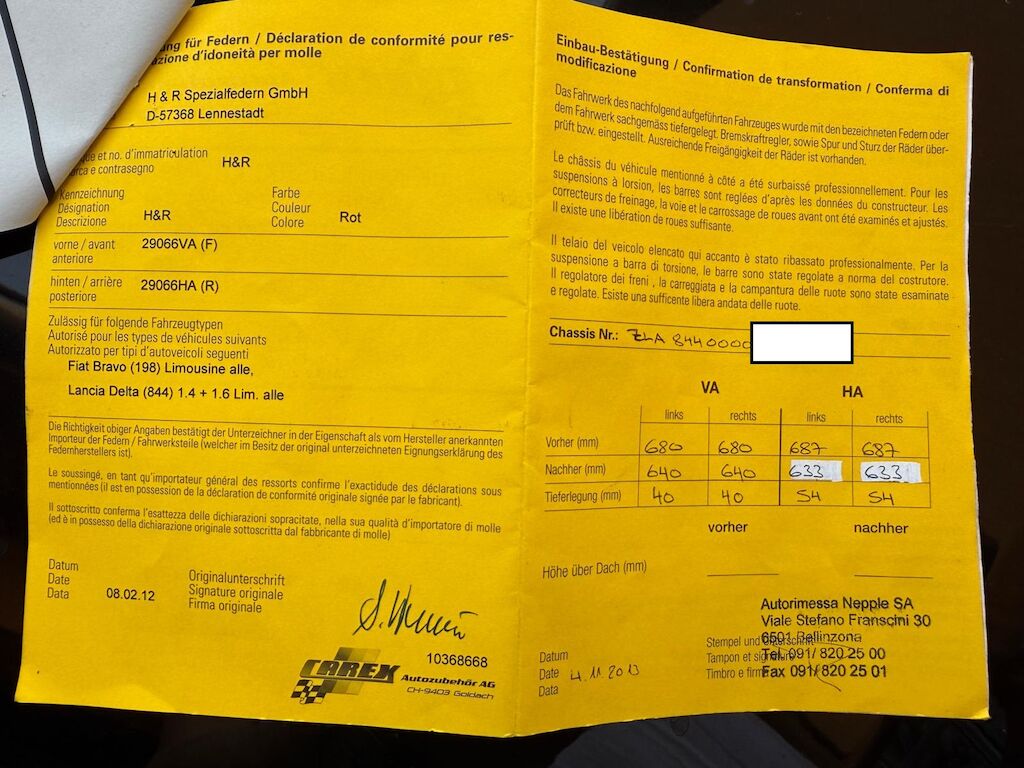 ng für Federn / Déclaration de conformité pour res-
azione d'idoneità per molle
H & R Spezialfedern GmbH
D-57368 Lennestadt
que et no. d'immatriculation
arca e contrasegno
H&R
Kennzeichnung
Désignation
Descrizione
H&R
Farbe
Couleur
Colore
Rot
vorne / avant
anteriore
29066VA (F)
hinten / arrière
posteriore
29066HA (R)
Zulässig für folgende Fahrzeugtypen
Autorisé pour les types de véhicules suivants
Autorizzato per tipi d'autoveicoli seguenti
Fiat Bravo (198) Limousine alle,
Lancia Delta (844) 1.4 + 1.6 Lim. alle
Die Richtigkeit obiger Angaben bestätigt der Unterzeichner in der Eigenschaft als vom Hersteller anerkannten
Importeur der Federn / Fahrwerksteile (welcher im Besitz der original unterzeichneten Eignungserklärung des
Federnherstellers ist).
Le soussingé, en tant qu'importateur général des ressorts confirme l'exactidude des déclarations sous
mentionnées (il est en possession de la déclaration de conformité originale signée par le fabricant).
Il sottoscritto conferma l'esattezza delle dichiarazioni sopracitate, nella sua qualità d'importatore di molle
(ed è in possesso della dichiarazione originale sottoscritta dal fabbricante di molle)
Datum
Date
Data
08.02.12
Originalunterschrift
Signature originale
Firma originale
10368668
CAREX
Autozubehör AG
CH-9403 Goldach
Einbau-Bestätigung / Confirmation de transformation / Conferma di
modificazione
Das Fahrwerk des nachfolgend aufgeführten Fahrzeuges wurde mit den bezeichneten Federn oder
dem Fahrwerk sachgemäss tiefergelegt. Bremskraftregler, sowie Spur und Sturz der Räder über-
prüft bzw. eingestellt. Ausreichende Freigängigkeit der Räder ist vorhanden.
Le châssis du véhicule mentionné à côté a été surbaissé professionnellement. Pour les
suspensions à lorsion, les barres sont reglées d'après les données du constructeur. Les
correcteurs de freinage, la voie et le carrossage de roues avant ont été examinés et ajustés.
Il existe une libération de roues suffisante.
Il telaio del veicolo elencato qui accanto è stato ribassato professionalmente. Per la
suspensione a barra di torsione, le barre sono state regolate a norma del costrutore.
Il regolatore dei freni , la carreggiata e la campantura delle ruote sono state esaminate
e regolate. Esiste una sufficente libera andata delle ruote.
Chassis Nr.: ZLA 8440000
VA HA
links rechts links rechts
Vorher (mm) 680 680 687 687
Nachher (mm) 640 640 633 633
Tieferlegung (mm) 40 40 54 54
vorher nachher
Höhe über Dach (mm)
Autorimessa Nepple SA
Viale Stefano Franscini 30
6501 Bellinzona
Tel. 091/ 820 25 00
Fax 091/ 820 25 01
Stempel und Unterschrift
Tampon et signature
Timbro e firma
Datum
Date
Data
4.11.2013